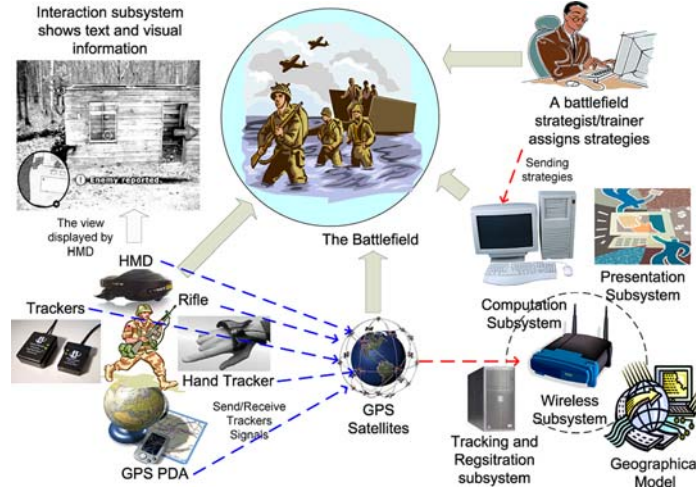 Interaction subsystem
shows text and visual
information
Enemy reported.
The view
displayed by
HMD
HMD
Trackers
Rifle
Hand Tracker
Send/Receive
Trackers
Signals
GPS PDA
The Battlefield
GPS
Satellites
A battlefield
strategist/trainer
assigns strategies
Sending
strategies
Computation
Subsystem
Presentation
Subsystem
Wireless
Subsystem
Tracking and
Regsitration
subsystem
Geographica
Model